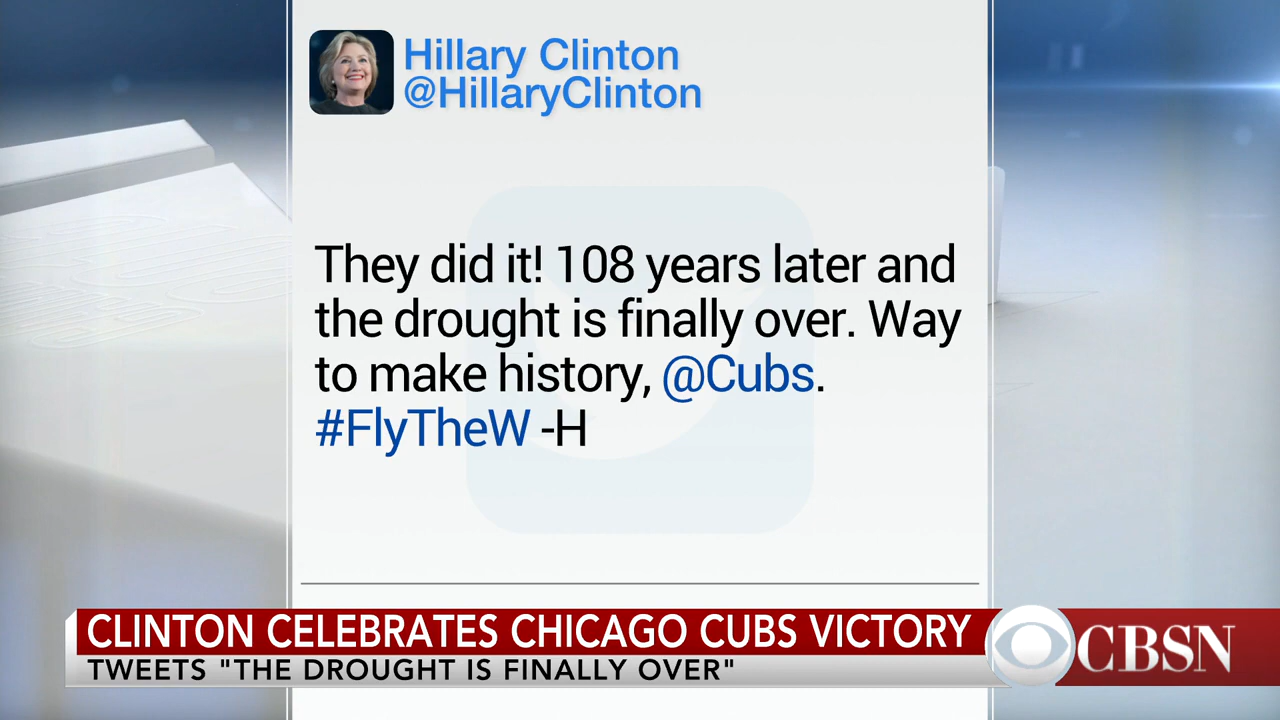 Hillary Clinton
@HillaryClinton
They did it! 108 years later and
the drought is finally over. Way
to make history, @Cubs.
#FlyTheW -H
CLINTON CELEBRATES CHICAGO CUBS VICTORY
TWEETS "THE DROUGHT IS FINALLY OVER"
CBSN